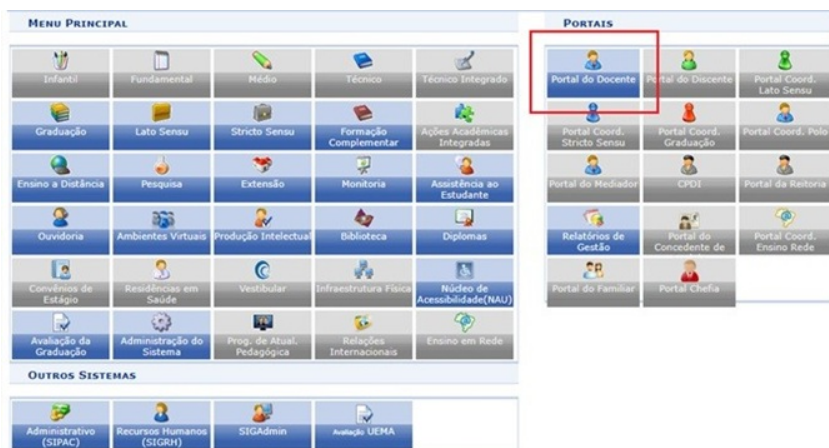 MENU PRINCIPAL
Infantil
Fundamental
Médio
Técnico
Técnico Integrado
Graduação
Lato Sensu
Stricto Sensu
Formação
Complementar
Ações Acadêmicas
Integradas
Ensino a Distância
Pesquisa
Extensão
Monitoria
Assistência ao
Estudante
Ouvidoria
Ambientes Virtuais
Produção Intelectual
Biblioteca
Diplomas
Convênios de
Estágio
Residências em
Saúde
Vestibular
Infraestrutura Física
Núcleo de
Acessibilidade(NAU)
Avaliação da
Graduação
Administração do
Sistema
Prog. de Atual.
Pedagógica
Relações
Internacionais
Ensino em Rede
OUTROS SISTEMAS
Administrativo
(SIPAC)
Recursos Humanos
(SIGRH)
SIGAdmin
Avaliação UEMA
PORTAIS
Portal do Docente
Portal do Discente
Portal Coord.
Lato Sensu
Portal Coord.
Stricto Sensu
Portal Coord.
Graduação
Portal Coord. Polo
Portal do Mediador
CPDI
Portal da Reitoria
Relatórios de
Gestão
Portal do
Concedente de
Portal Coord.
Ensino Rede
Portal do Familiar
Portal Chefia